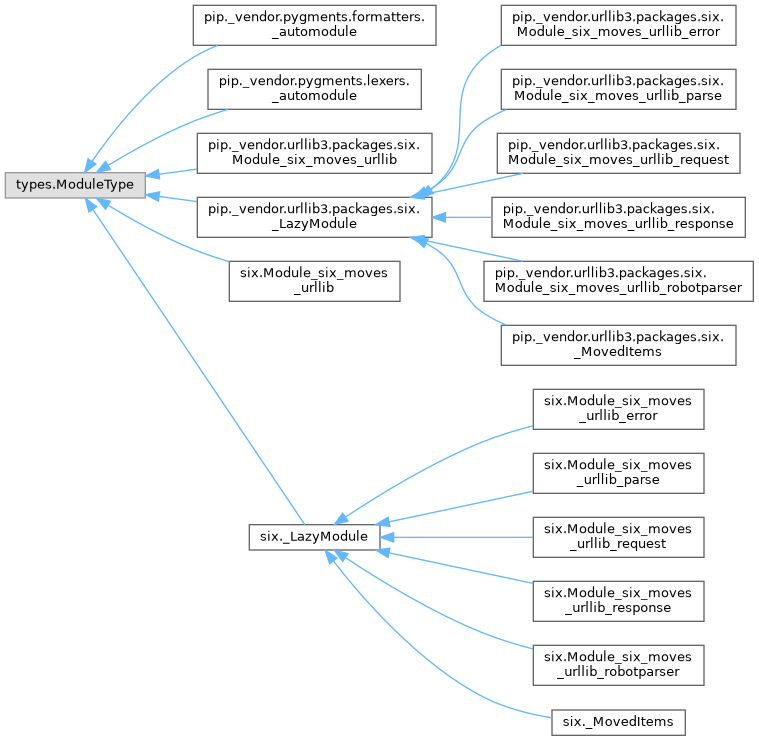 types.ModuleType
pip._vendor.pygments.formatters.
_automodule
pip._vendor.pygments.lexers.
_automodule
pip._vendor.urllib3.packages.six.
Module_six_moves_urllib
pip._vendor.urllib3.packages.six.
_LazyModule
six.Module_six_moves
_urllib
six._LazyModule
pip._vendor.urllib3.packages.six.
Module_six_moves_urllib_error
pip._vendor.urllib3.packages.six.
Module_six_moves_urllib_parse
pip._vendor.urllib3.packages.six.
Module_six_moves_urllib_request
pip._vendor.urllib3.packages.six.
Module_six_moves_urllib_response
pip._vendor.urllib3.packages.six.
Module_six_moves_urllib_robotparser
pip._vendor.urllib3.packages.six.
_MovedItems
six.Module_six_moves
_urllib_error
six.Module_six_moves
_urllib_parse
six.Module_six_moves
_urllib_request
six.Module_six_moves
_urllib_response
six.Module_six_moves
_urllib_robotparser
six._MovedItems